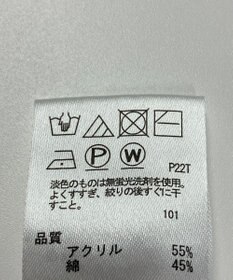 P W P22T
淡色のものは無蛍光洗剤を使用。
よくすすぎ、絞りの後すぐに干
すこと。
101
品質
アクリル 55%
綿 45%